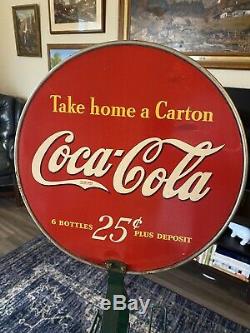 Take home a Carton
Coca-Cola
6 BOTTLES 25¢ PLUS DEPOSIT